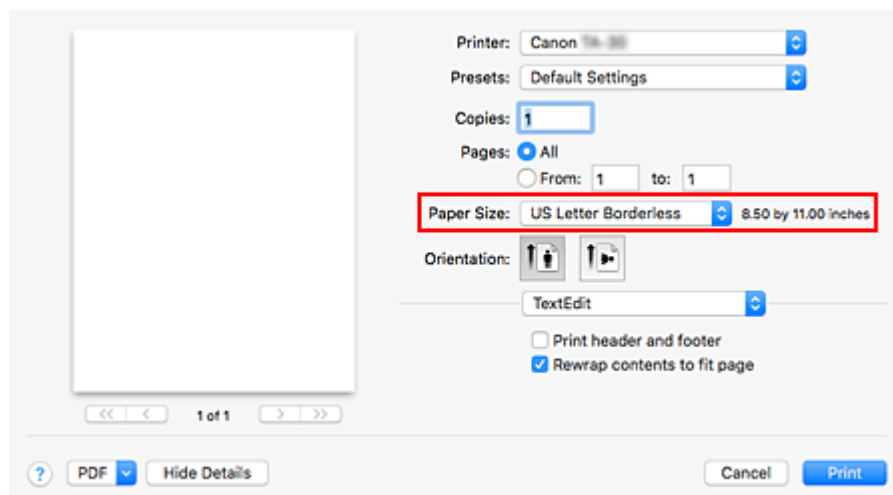 Printer: Canon
Presets: Default Settings
Copies: 1
Pages: All
From: 1 to: 1
Paper Size: US Letter Borderless 8.50 by 11.00 inches
Orientation:
TextEdit
Print header and footer
Rewrap contents to fit page
<< < 1 of 1 > >>
? PDF Hide Details Cancel Print